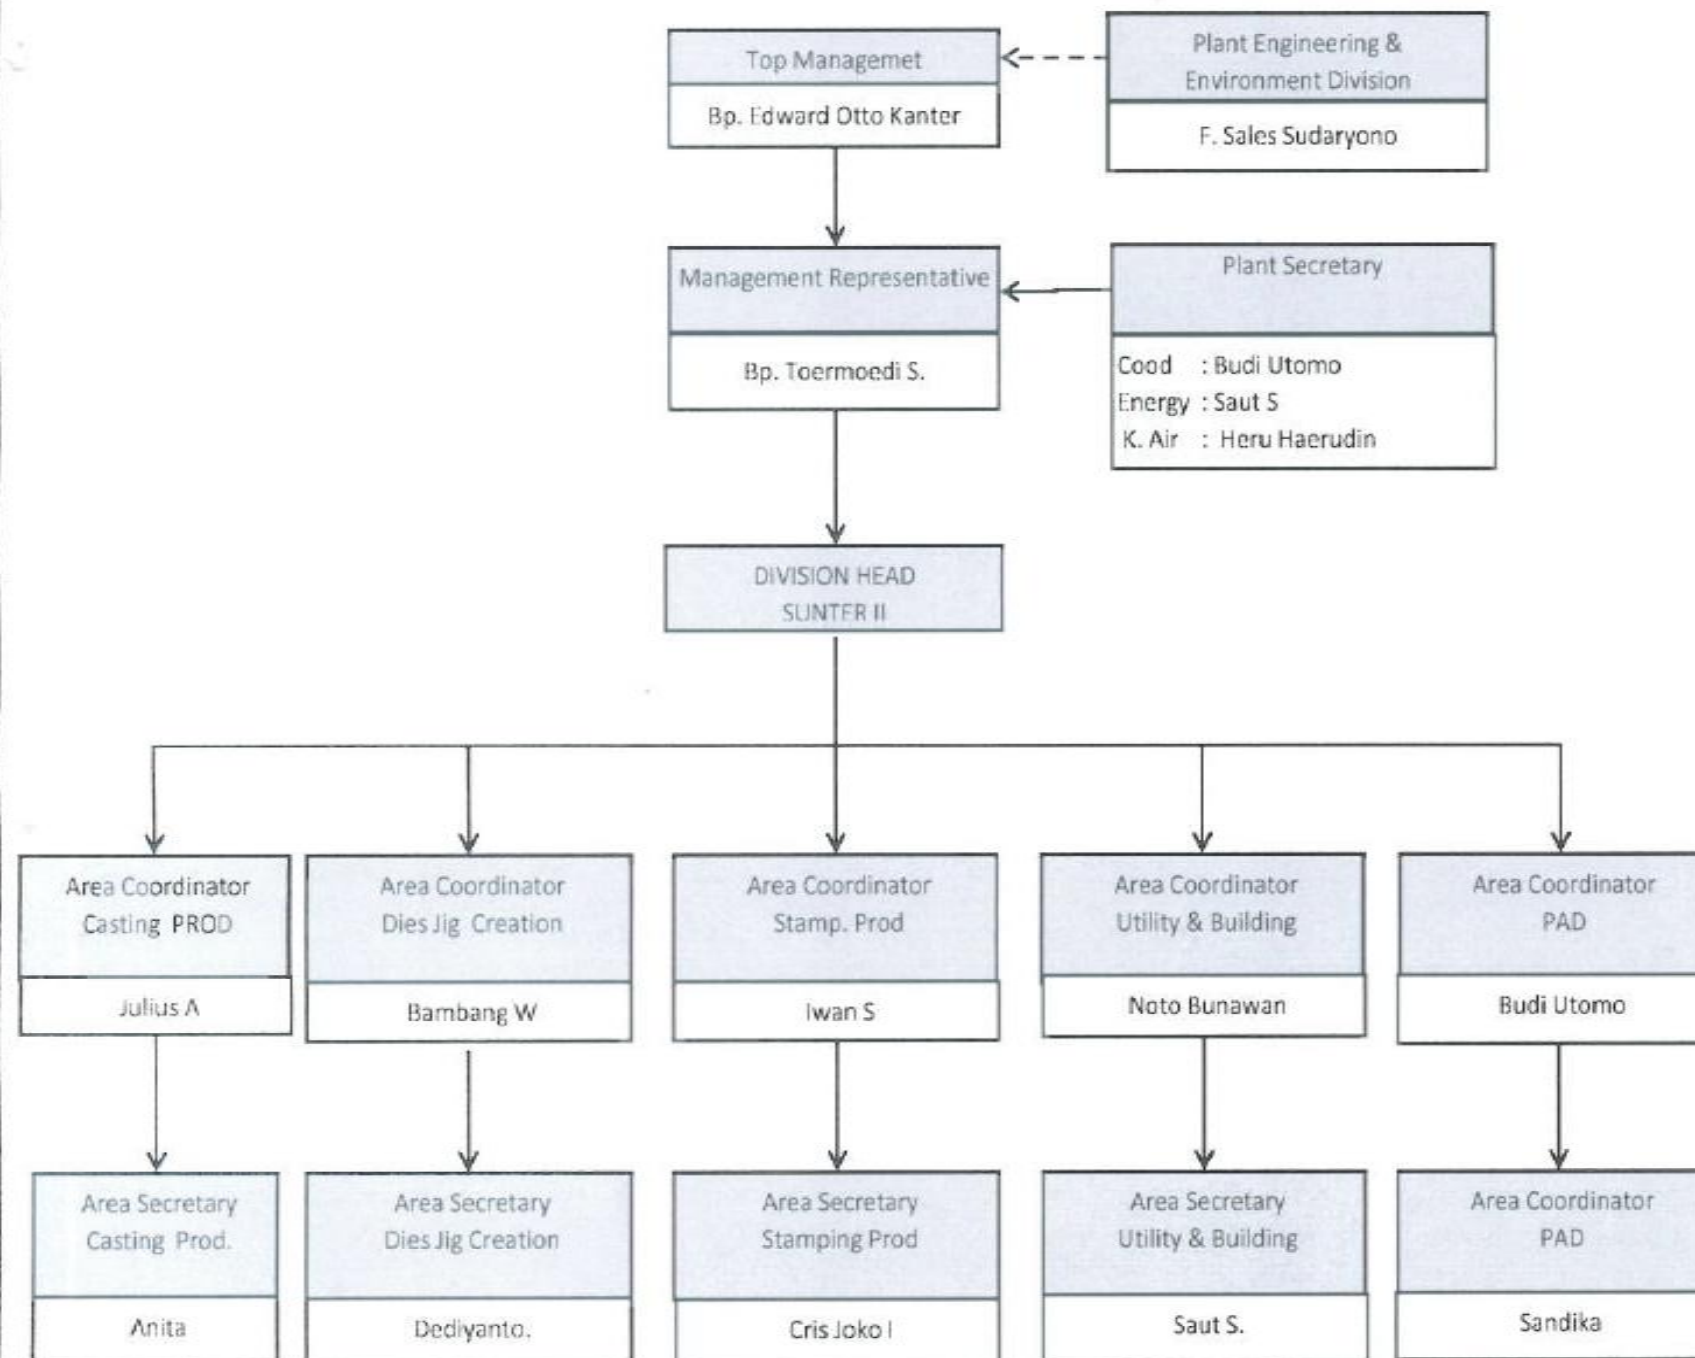 Top Managemet
Bp. Edward Otto Kanter
Plant Engineering &
Environment Division
F. Sales Sudaryono
Management Representative
Bp. Toermoedi S.
Plant Secretary
Cood : Budi Utomo
Energy : Saut S
K. Air : Heru Haerudin
DIVISION HEAD
SUNTER II
Area Coordinator
Casting PROD
Julius A
Area Coordinator
Dies Jig Creation
Bambang W
Area Coordinator
Stamp. Prod
Iwan S
Area Coordinator
Utility & Building
Noto Bunawan
Area Coordinator
PAD
Budi Utomo
Area Secretary
Casting Prod.
Anita
Area Secretary
Dies Jig Creation
Dediyanto.
Area Secretary
Stamping Prod
Cris Joko I
Area Secretary
Utility & Building
Saut S.
Area Coordinator
PAD
Sandika